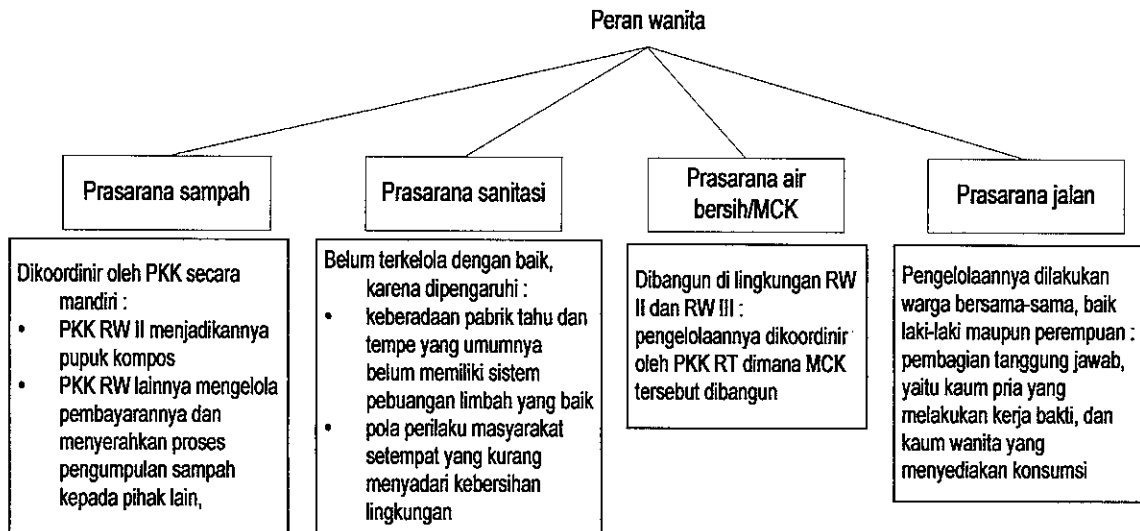 Peran wanita
Prasarana sampah
Dikoordinir oleh PKK secara
mandiri :
• PKK RW II menjadikannya
pupuk kompos
• PKK RW lainnya mengelola
pembayarannya dan
menyerahkan proses
pengumpulan sampah
kepada pihak lain,
Prasarana sanitasi
Belum terkelola dengan baik,
karena dipengaruhi :
• keberadaan pabrik tahu dan
tempe yang umumnya
belum memiliki sistem
pebuangan limbah yang baik
• pola perilaku masyarakat
setempat yang kurang
menyadari kebersihan
lingkungan
Prasarana air
bersih/MCK
Dibangun di lingkungan RW
II dan RW III :
pengelolaannya dikoordinir
oleh PKK RT dimana MCK
tersebut dibangun
Prasarana jalan
Pengelolaannya dilakukan
warga bersama-sama, baik
laki-laki maupun perempuan :
pembagian tanggung jawab,
yaitu kaum pria yang
melakukan kerja bakti, dan
kaum wanita yang
menyediakan konsumsi